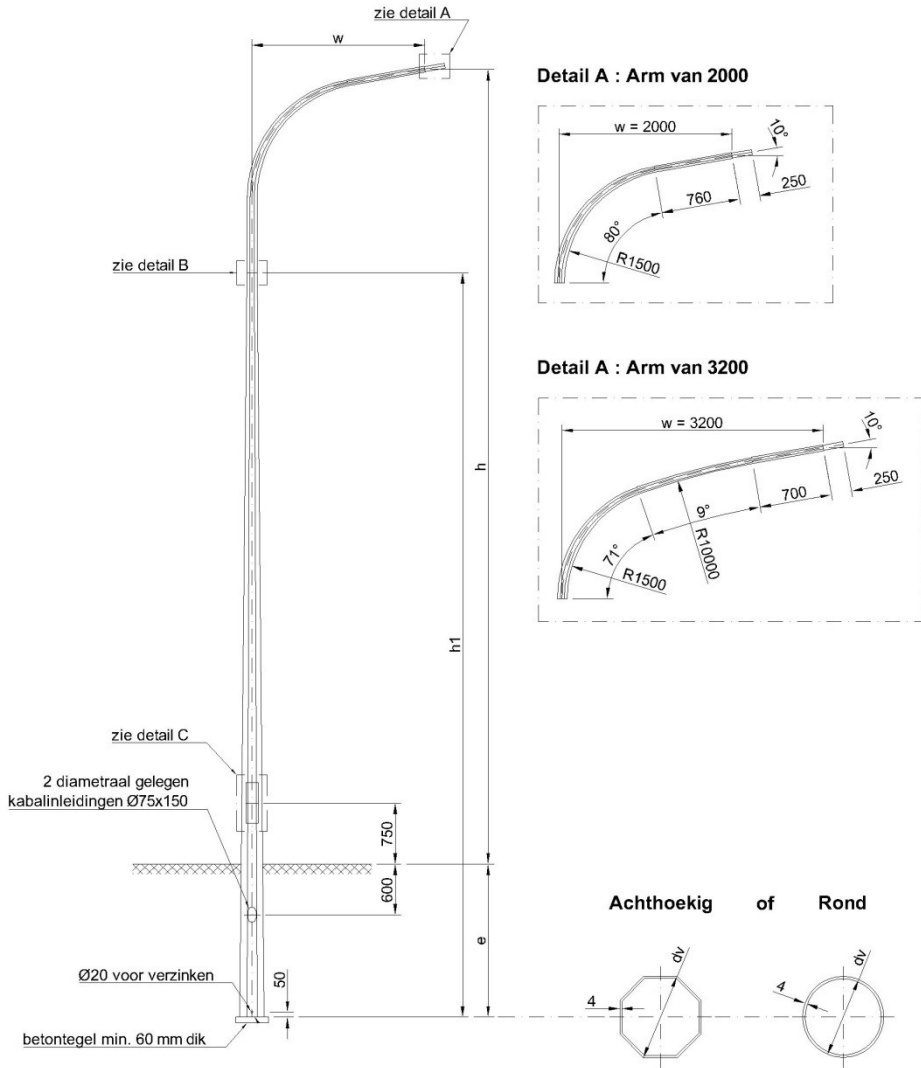 zie detail A
w
Detail A : Arm van 2000
w = 2000
10°
250
760
80°
R1500
zie detail B
h
Detail A : Arm van 3200
w = 3200
10°
250
700
9°
R10000
71°
R1500
h1
zie detail C
2 diametraal gelegen
kabalinleidingen Ø75x150
750
600
e
Achthoekig of Rond
dv
dv
4
4
Ø20 voor verzinken
50
betontegel min. 60 mm dik